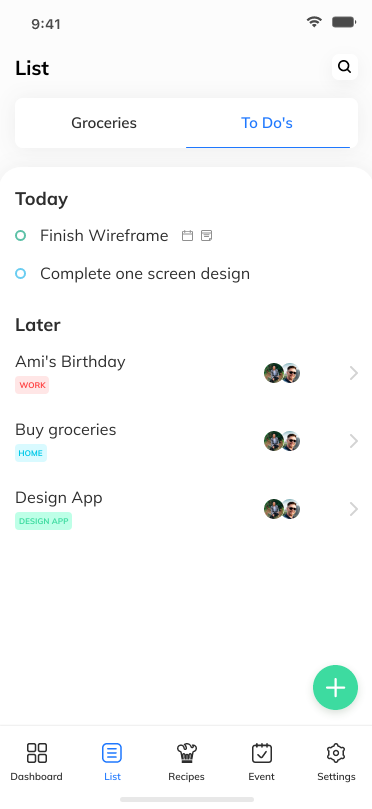 9:41
List
Groceries
To Do's
Today
Finish Wireframe
Complete one screen design
Later
Ami's Birthday
WORK
Buy groceries
HOME
Design App
DESIGN APP
Dashboard
List
Recipes
Event
Settings